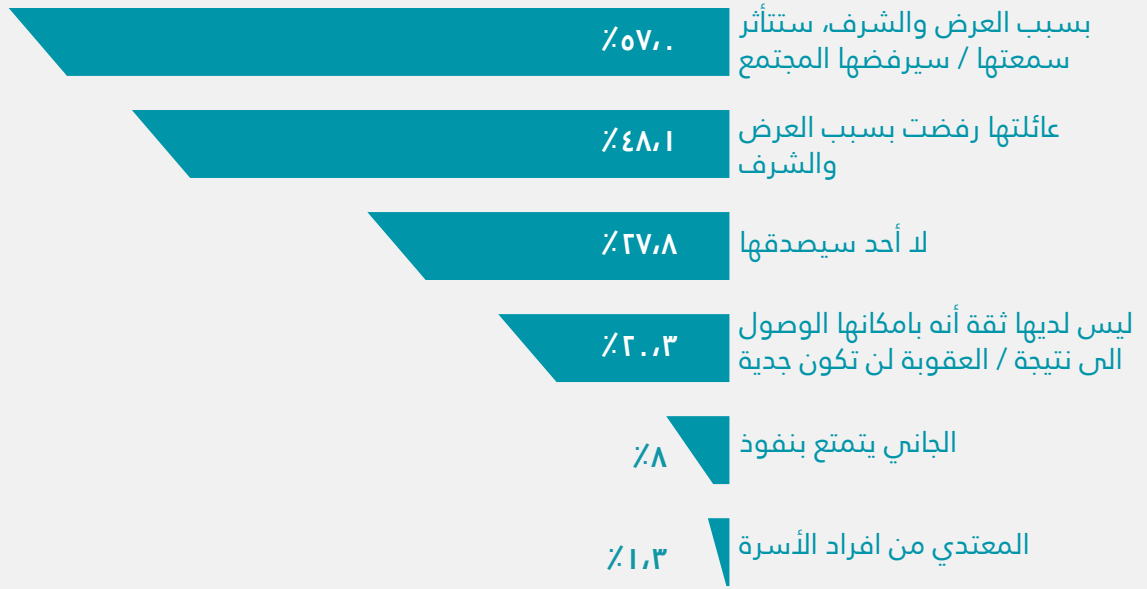 بسبب العرض والشرف، ستتأثر
سمعتها / سيرفضها المجتمع
٥٧،٠٪
عائلتها رفضت بسبب العرض
والشرف
٤٨،١٪
لا أحد سيصدقها
٢٧،٨٪
ليس لديها ثقة أنه بامكانها الوصول
الى نتيجة / العقوبة لن تكون جدية
٢٠،٣٪
الجاني يتمتع بنفوذ
٨٪
المعتدي من افراد الأسرة
١،٣٪